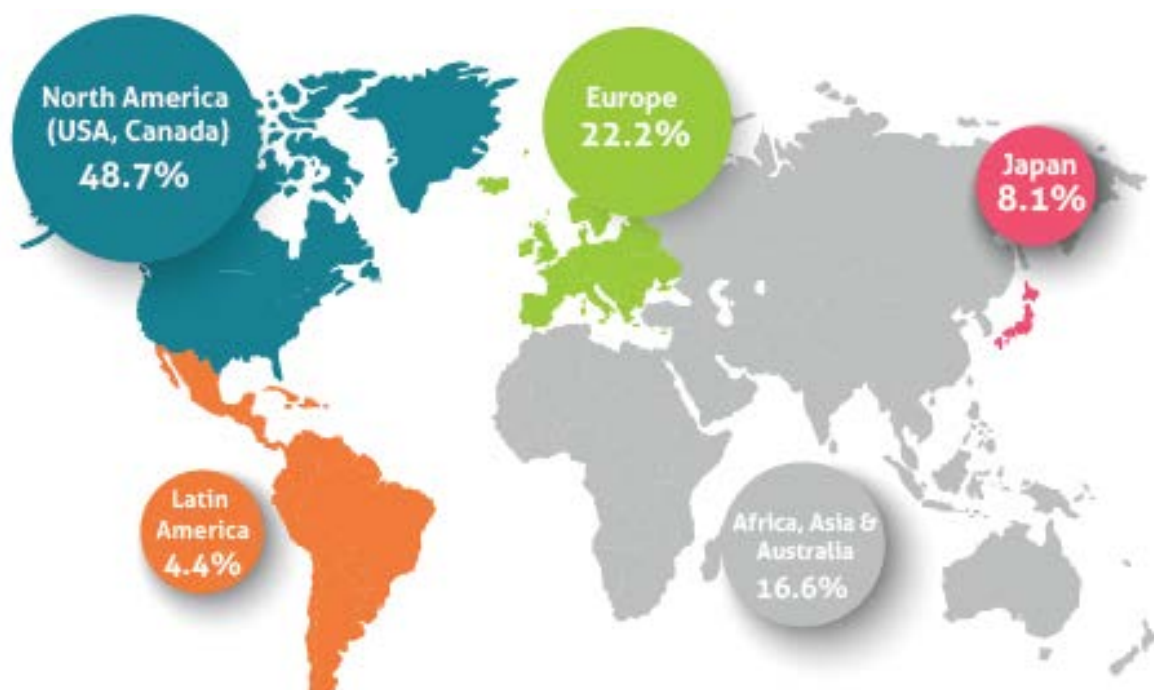 North America
(USA, Canada)
48.7%
Europe
22.2%
Japan
8.1%
Latin
America
4.4%
Africa, Asia &
Australia
16.6%